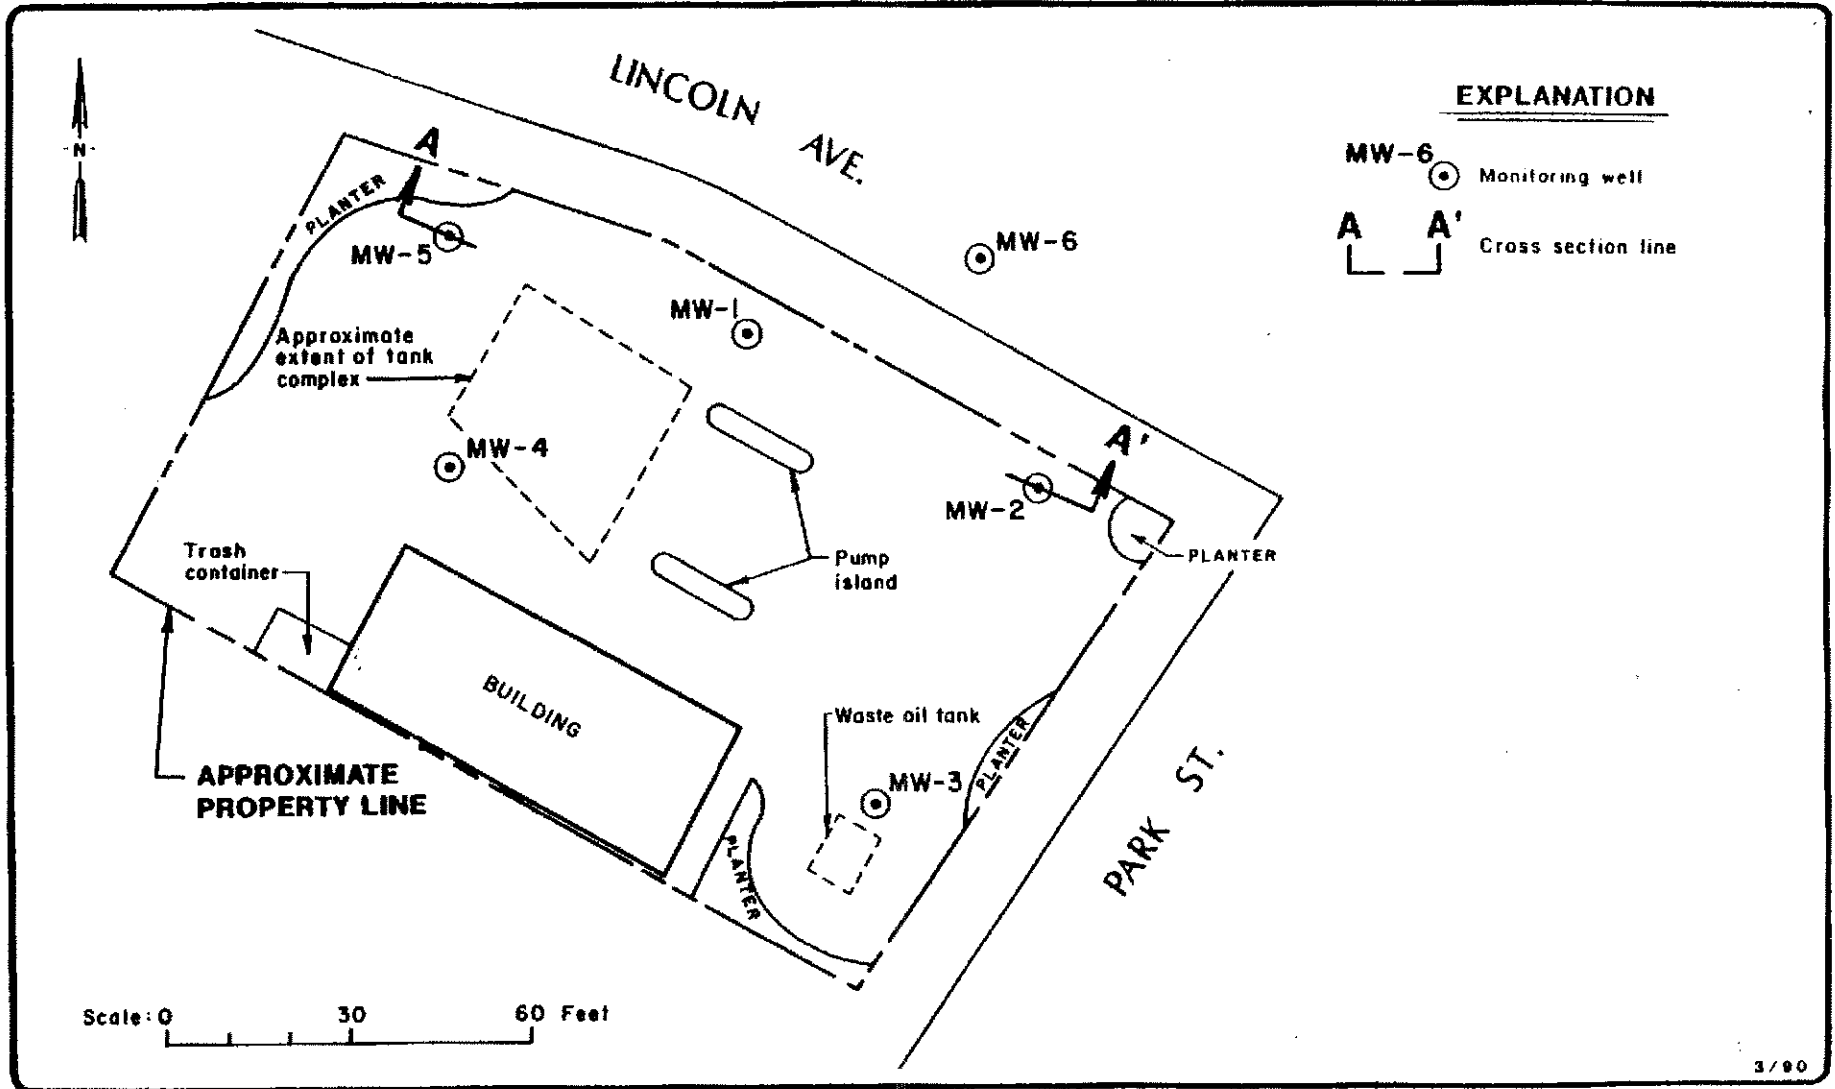 LINCOLN AVE.
EXPLANATION
MW-6
Monitoring well
A A'
Cross section line
N
A
PLANTER
MW-5
MW-6
MW-1
Approximate
extent of tank
complex
MW-4
A'
MW-2
PLANTER
Pump
island
Trash
container
BUILDING
Waste oil tank
PLANTER
MW-3
APPROXIMATE
PROPERTY LINE
PLANTER
PARK ST.
Scale: 0 30 60 Feet
3/90